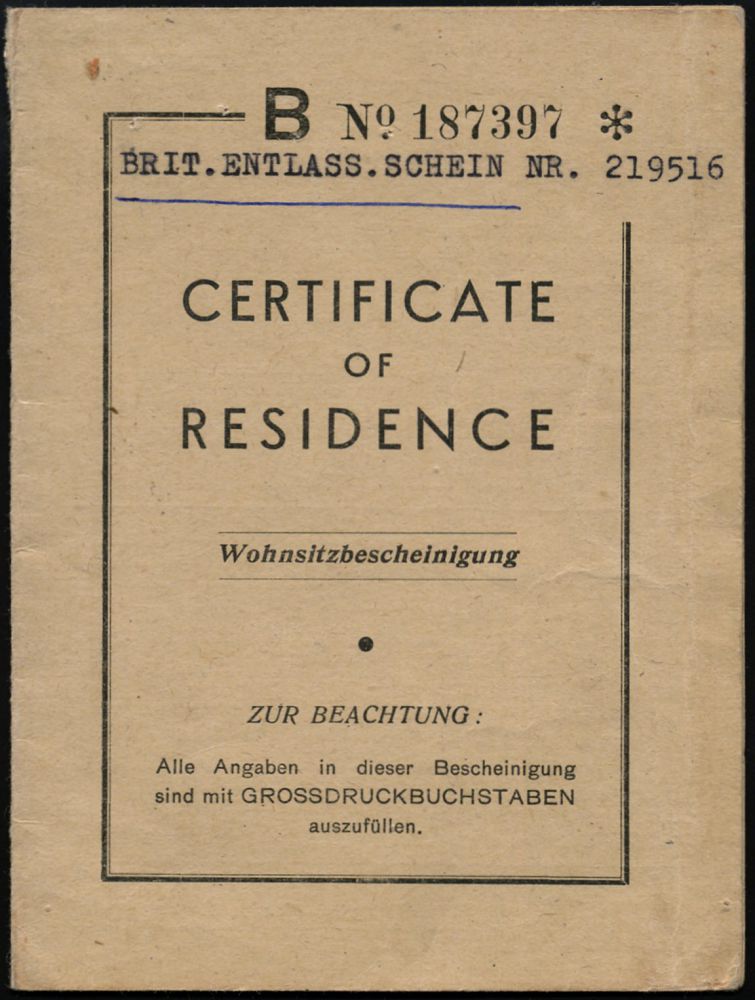 B Nº 187397 *
BRIT.ENTLASS.SCHEIN NR. 219516
CERTIFICATE
OF
RESIDENCE
Wohnsitzbescheinigung
ZUR BEACHTUNG :
Alle Angaben in dieser Bescheinigung
sind mit GROSSDRUCKBUCHSTABEN
auszufüllen.